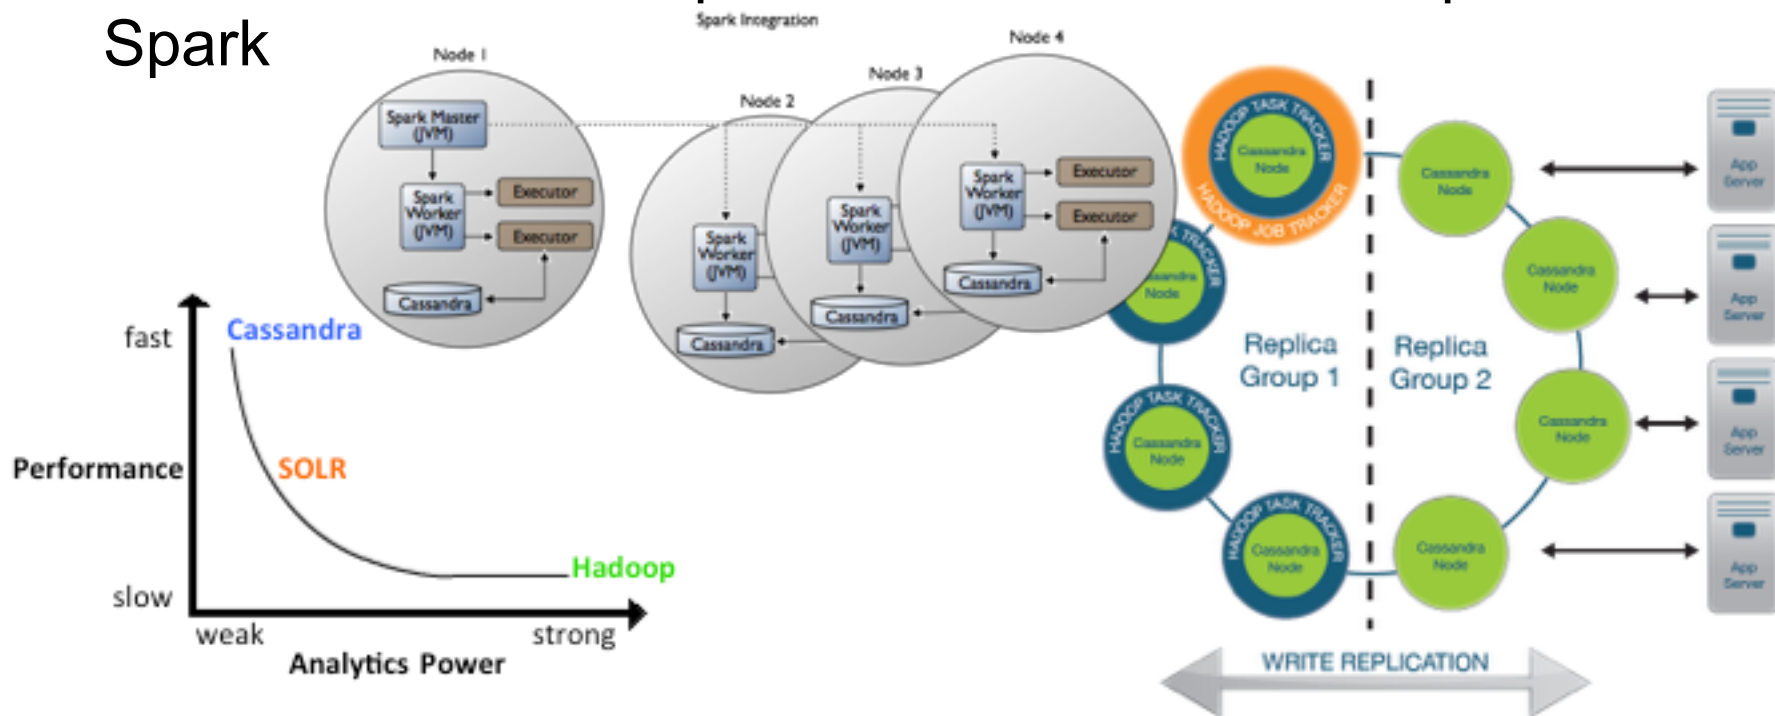 Spark
Spark Integration
Node 1
Spark Master
(JVM)
Spark
Worker
(JVM)
Executor
Executor
Cassandra
Node 2
Spark
Worker
(JVM)
Cassandra
Node 3
Spark
Worker
(JVM)
Cassandra
Node 4
Spark
Worker
(JVM)
Executor
Executor
Cassandra
fast
Cassandra
Performance
SOLR
Hadoop
slow
weak
strong
Analytics Power
HADOOP TASK TRACKER
Cassandra
Node
HADOOP JOB TRACKER
TRACKER
Node
HADOOP TASK TRACKER
Cassandra
Node
HADOOP TASK TRACKER
Cassandra
Node
Replica
Group 1
Replica
Group 2
Cassandra
Node
Cassandra
Node
Cassandra
Node
Cassandra
Node
App
Server
App
Server
App
Server
App
Server
WRITE REPLICATION